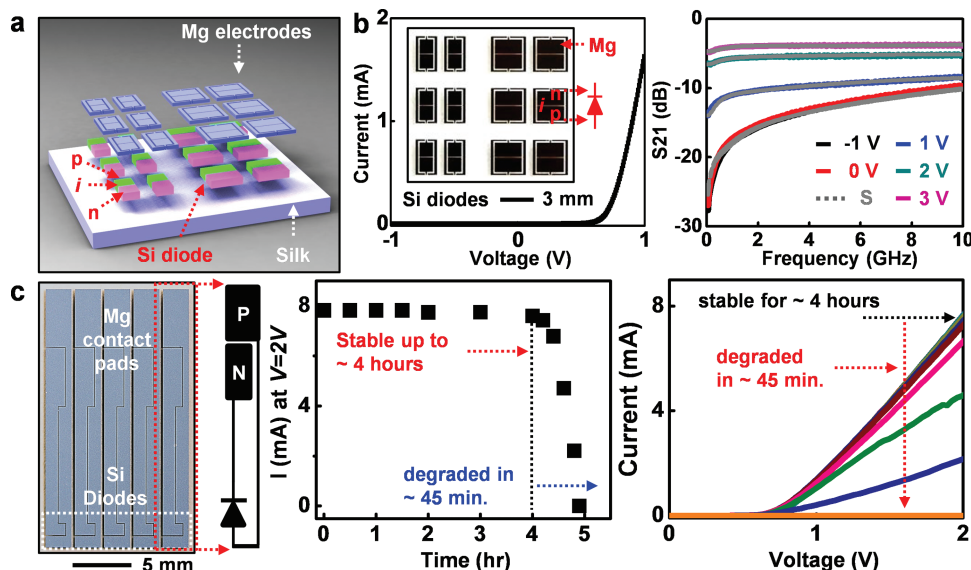 a
Mg electrodes
p
i
n
Si diode
Silk
b
Current (mA)
2
1
0
-1
0
1
Voltage (V)
Mg
n
i
p
Si diodes
3 mm
S21 (dB)
0
-10
-20
-30
0
2
4
6
8
10
Frequency (GHz)
-1 V
0 V
S
1 V
2 V
3 V
c
Mg
contact
pads
Si
Diodes
5 mm
P
N
I (mA) at V=2V
8
4
0
0
1
2
3
4
5
Time (hr)
Stable up to
~ 4 hours
degraded in
~ 45 min.
Current (mA)
8
4
0
0
1
2
Voltage (V)
stable for ~ 4 hours
degraded
in ~ 45 min.